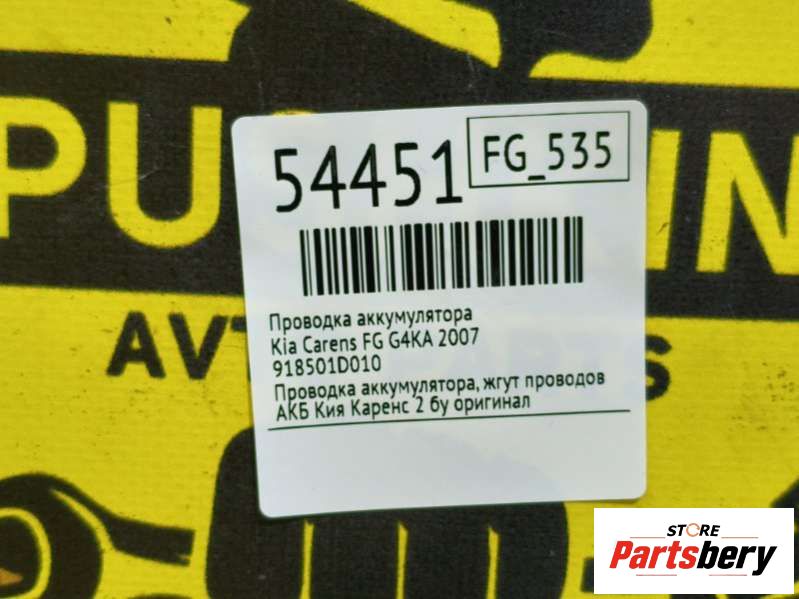 54451
FG_535
Проводка аккумулятора
Kia Carens FG G4KA 2007
918501D010
Проводка аккумулятора, жгут проводов
АКБ Кия Каренс 2 бу оригинал
STORE
Partsbery